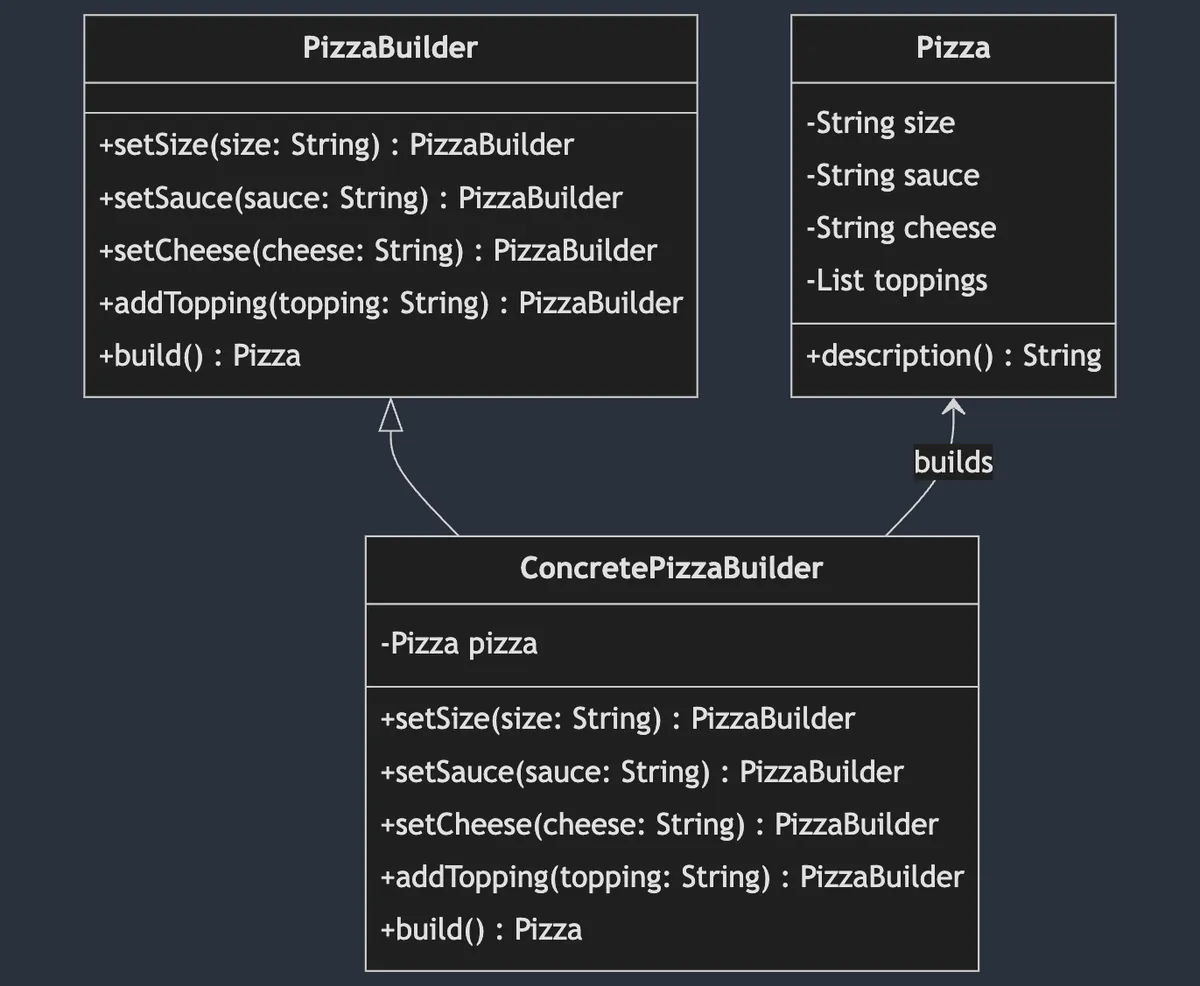 PizzaBuilder
+setSize(size: String) : PizzaBuilder
+setSauce(sauce: String) : PizzaBuilder
+setCheese(cheese: String) : PizzaBuilder
+addTopping(topping: String) : PizzaBuilder
+build() : Pizza
Pizza
-String size
-String sauce
-String cheese
-List toppings
+description() : String
builds
ConcretePizzaBuilder
-Pizza pizza
+setSize(size: String) : PizzaBuilder
+setSauce(sauce: String) : PizzaBuilder
+setCheese(cheese: String) : PizzaBuilder
+addTopping(topping: String) : PizzaBuilder
+build() : Pizza